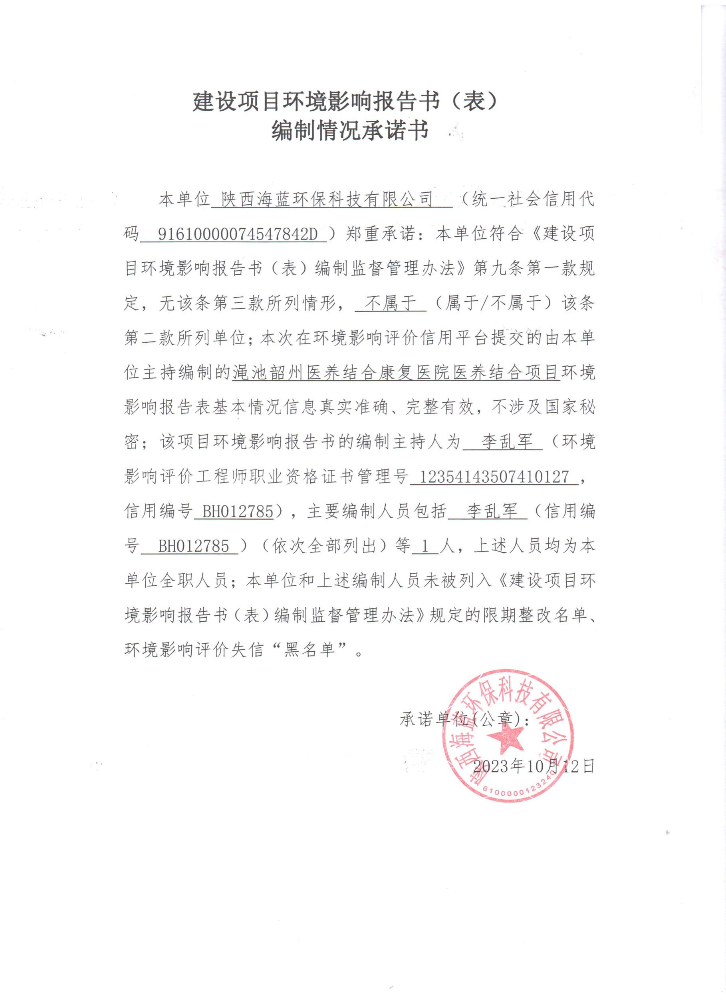 建设项目环境影响报告书（表）
编制情况承诺书
本单位 陕西海蓝环保科技有限公司 （统一社会信用代
码 91610000074547842D ）郑重承诺：本单位符合《建设项
目环境影响报告书（表）编制监督管理办法》第九条第一款规
定，无该条第三款所列情形， 不属于 （属于/不属于）该条
第二款所列单位；本次在环境影响评价信用平台提交的由本单
位主持编制的渑池韶州医养结合康复医院医养结合项目环境
影响报告表基本情况信息真实准确、完整有效，不涉及国家秘
密；该项目环境影响报告书的编制主持人为 李乱军 （环境
影响评价工程师职业资格证书管理号 12354143507410127 ，
信用编号 BH012785），主要编制人员包括 李乱军 （信用编
号 BH012785 ）（依次全部列出）等 1 人，上述人员均为本
单位全职人员；本单位和上述编制人员未被列入《建设项目环
境影响报告书（表）编制监督管理办法》规定的限期整改名单、
环境影响评价失信“黑名单”。
承诺单位(公章)：
陕西海蓝环保科技有限公司
2023年10月12日
6100000123240